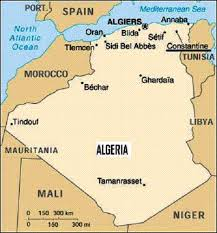 PORTUGAL
SPAIN
Mediterranean Sea
ALGIERS
Annaba
Oran
Blida
Sétif
Constantine
Tlemcen
Sidi Bel Abbès
North
Atlantic
Ocean
TUNISIA
MOROCCO
Ghardaïa
Béchar
LIBYA
Tindouf
MAURITANIA
ALGERIA
Tamanrasset
MALI
NIGER
0 150 300 km
0 150 300 mi